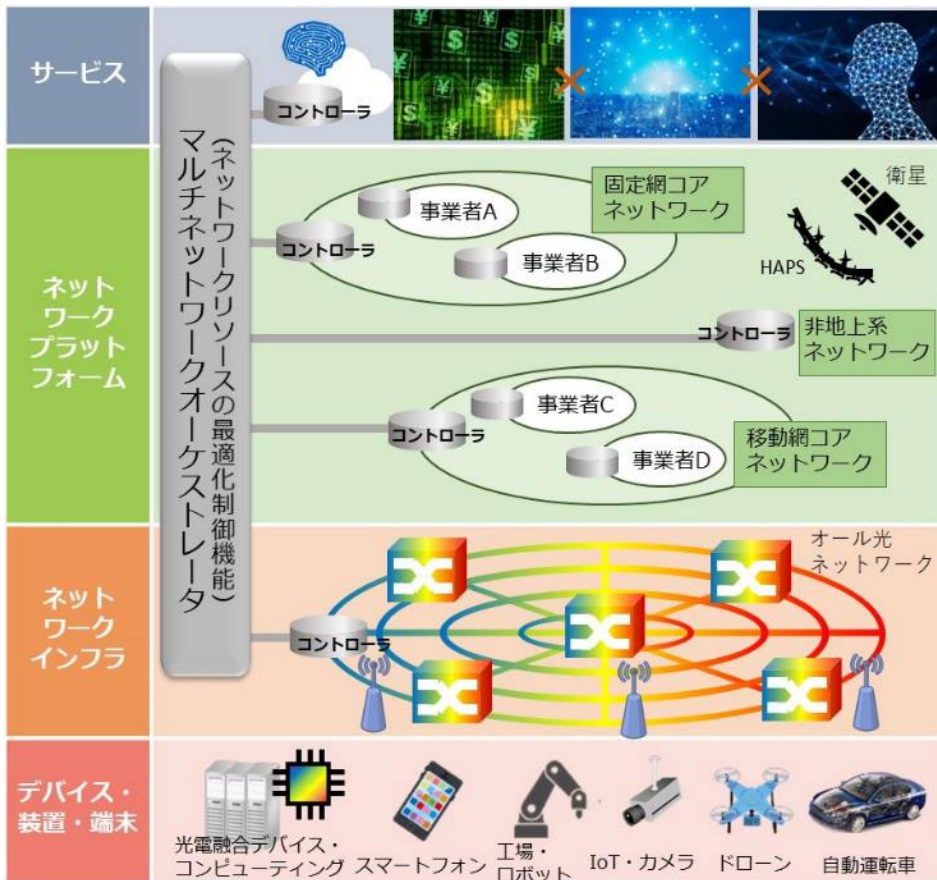 サービス
コントローラ
マルチネットワークオーケストレータ
(ネットワークリソースの最適化制御機能)
ネット
ワーク
プラット
フォーム
コントローラ
事業者A
事業者B
固定網コア
ネットワーク
衛星
HAPS
コントローラ
非地上系
ネットワーク
コントローラ
事業者C
事業者D
移動網コア
ネットワーク
ネット
ワーク
インフラ
コントローラ
オール光
ネットワーク
デバイス・
装置・端末
光電融合デバイス・
コンピューティング
スマートフォン
工場・
ロボット
IoT・カメラ
ドローン
自動運転車